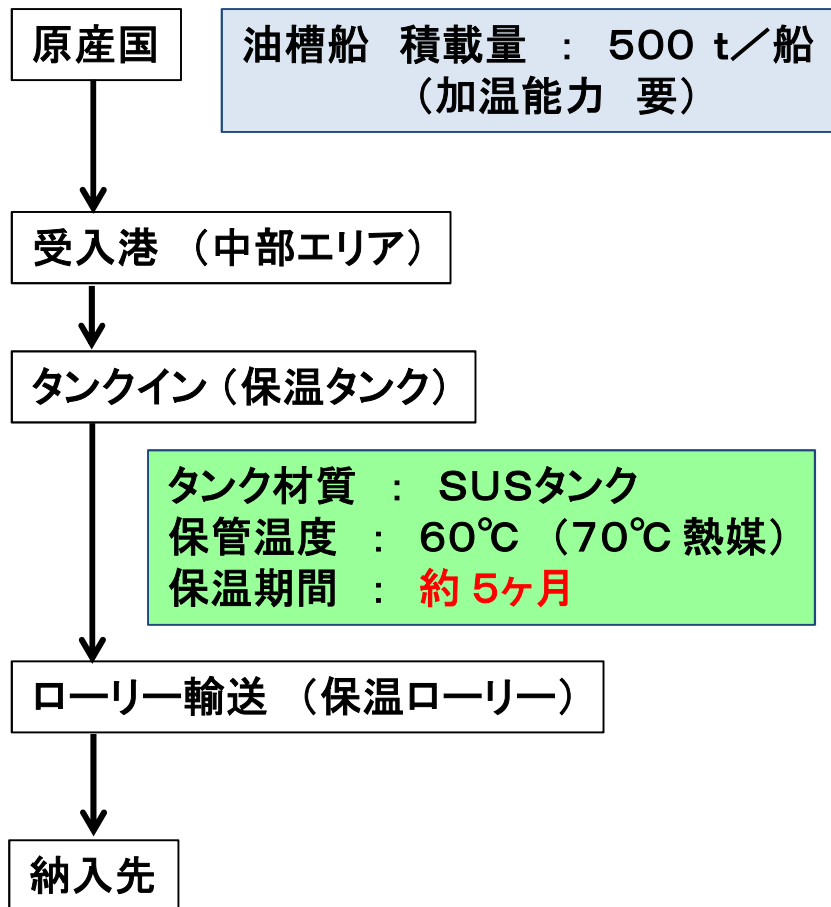 原産国
油槽船　積載量　：　５００　ｔ／船
（加温能力　要）
受入港　（中部エリア）
タンクイン（保温タンク）
タンク材質　：　ＳＵＳタンク
保管温度　：　６０℃　（７０℃ 熱媒）
保温期間　：　約 ５ヶ月
ローリー輸送　（保温ローリー）
納入先